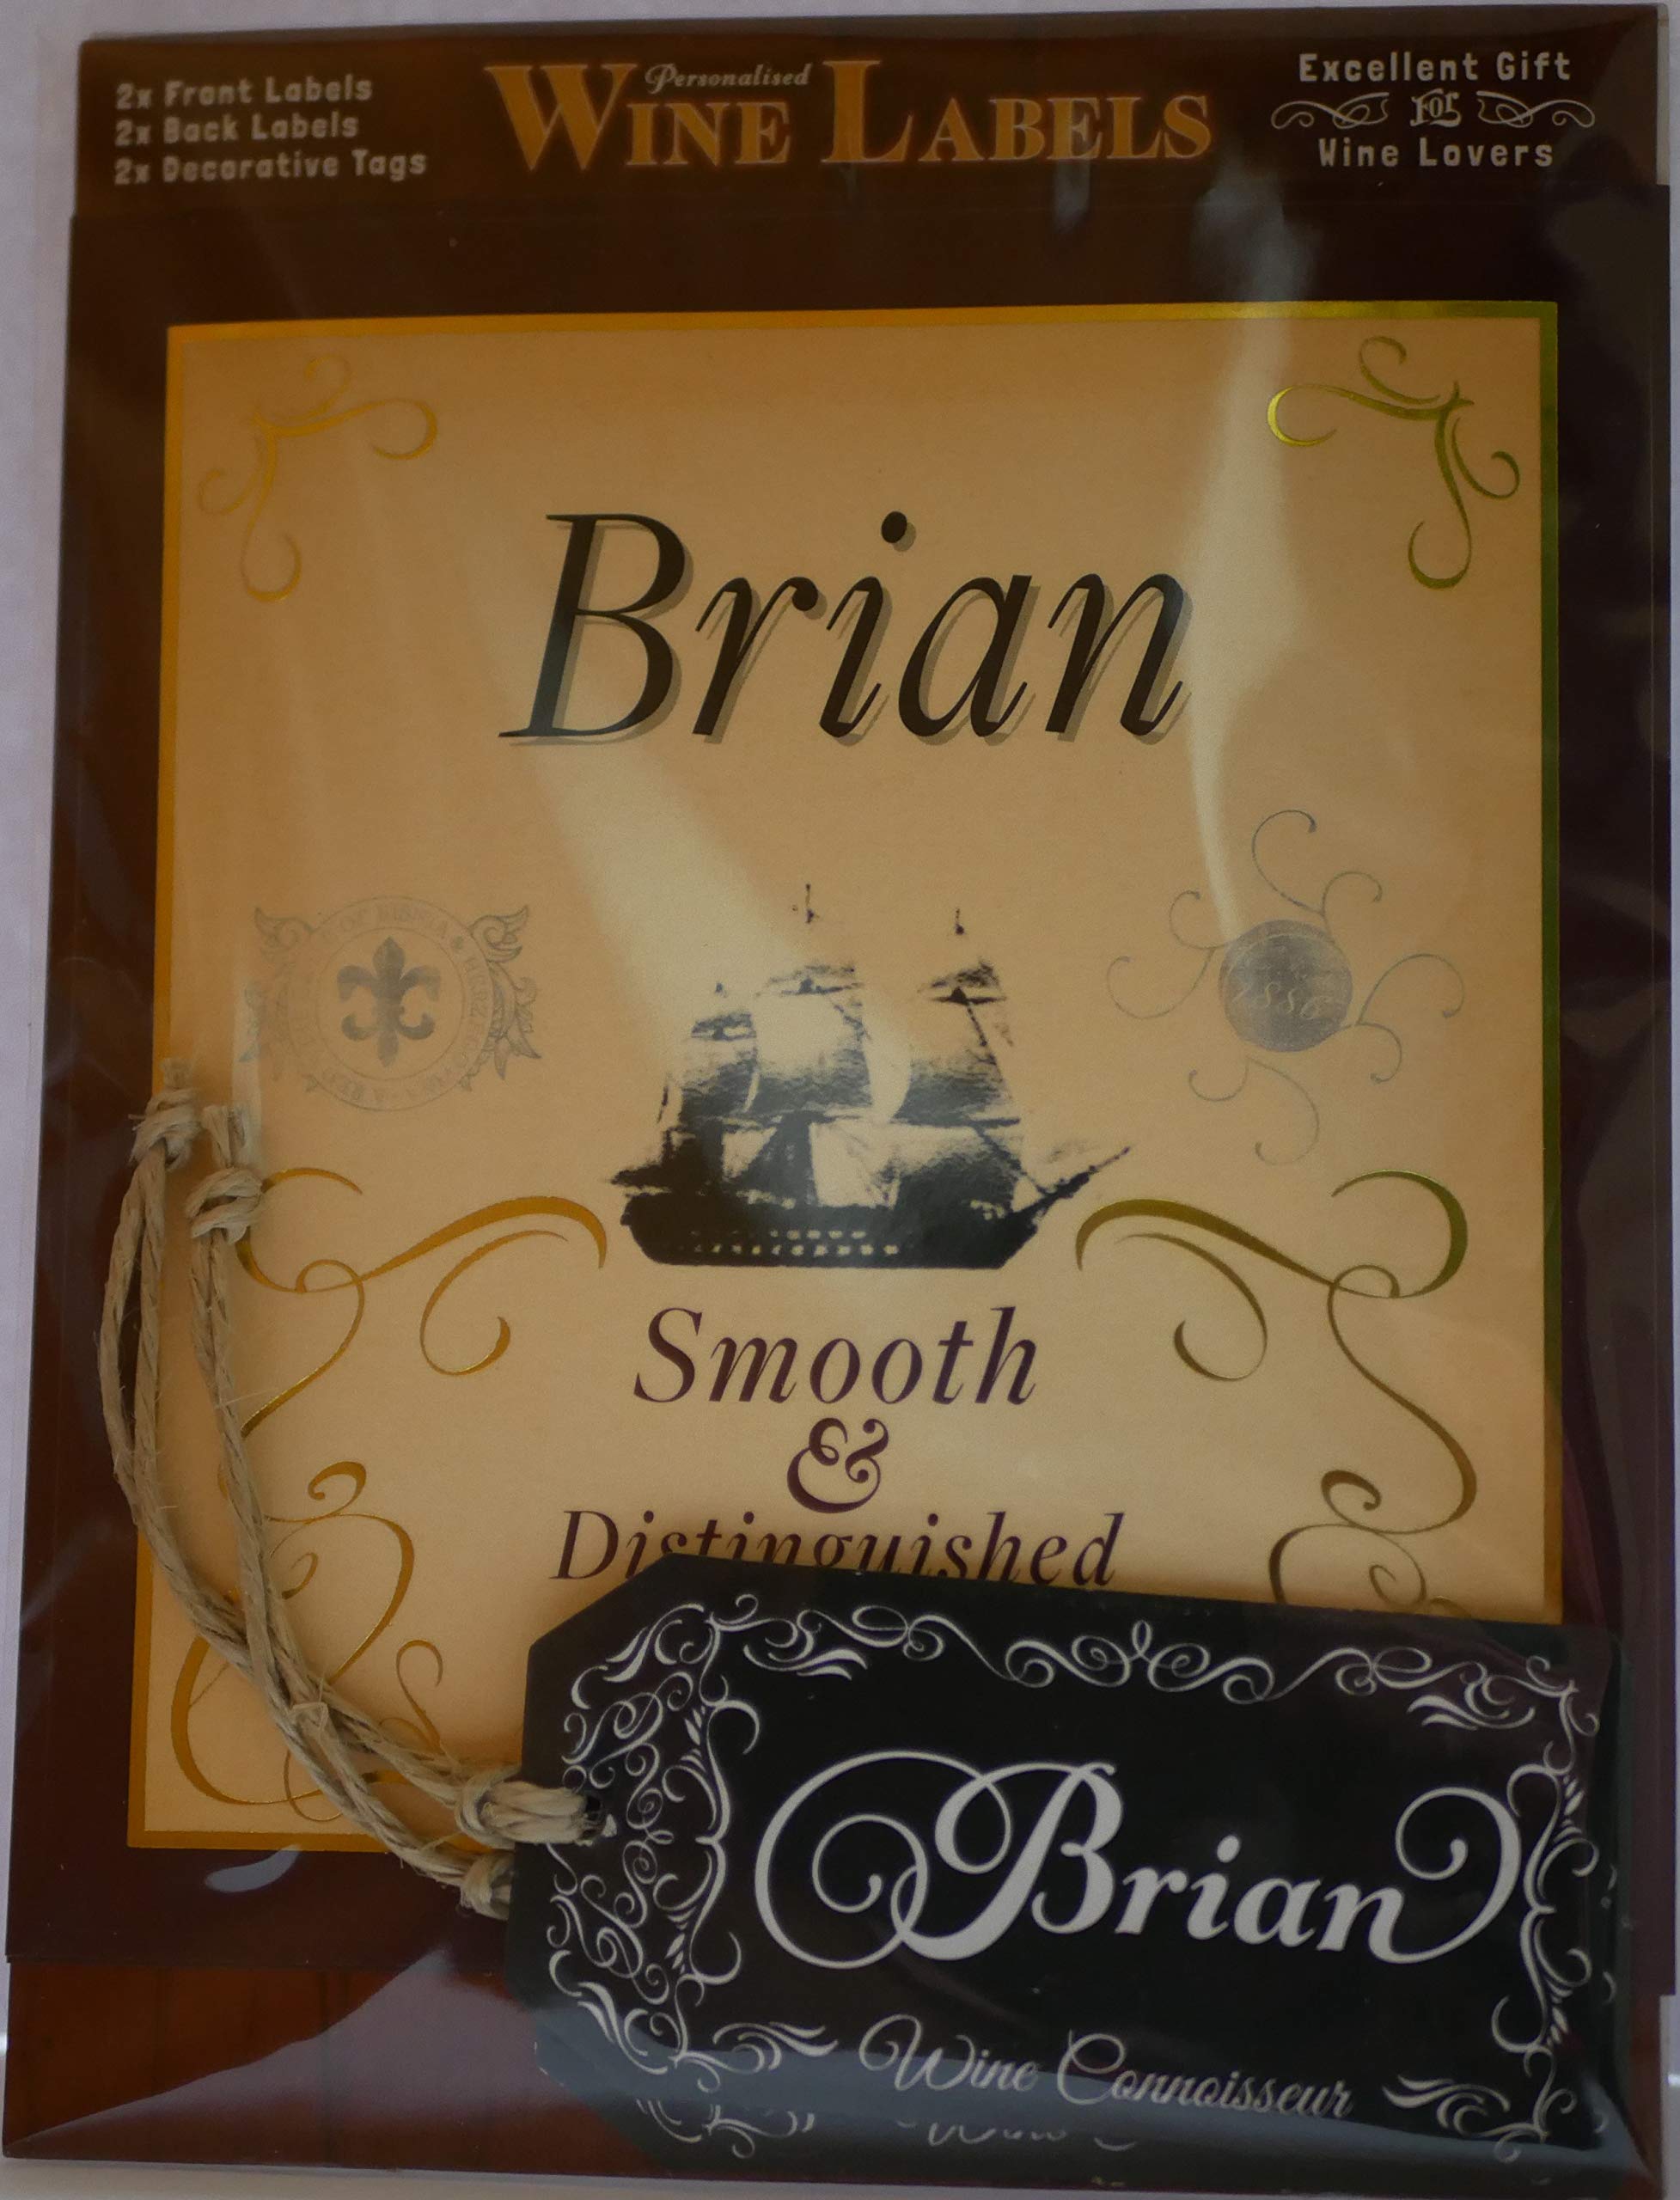 2x Front Labels
2x Back Labels
2x Decorative Tags
Personalised
WINE LABELS
Excellent Gift
For
Wine Lovers
Brian
1886
Smooth
&
Distinguished
Brian
Wine Connoisseur